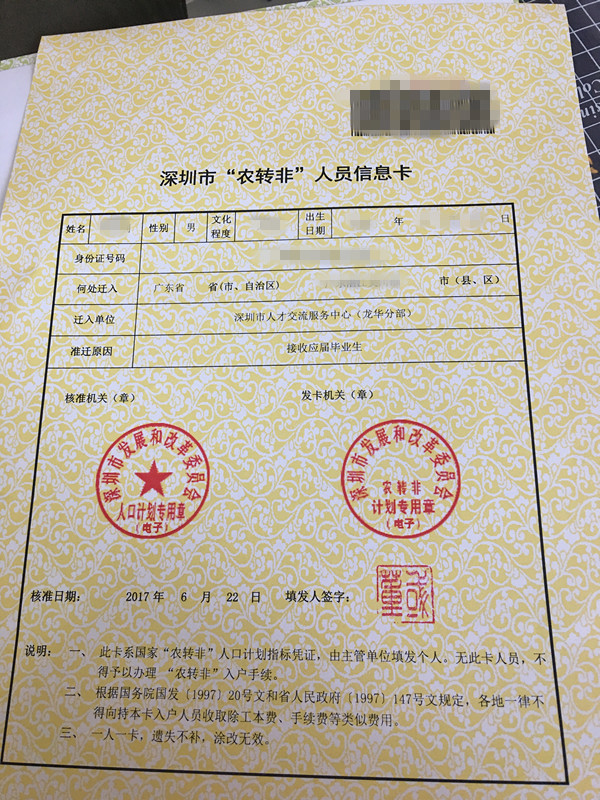 深圳市“农转非”人员信息卡
姓名 性别 男 文化程度 出生日期 年 日
身份证号码
何处迁入 广东省 省(市、自治区) 市（县、区）
迁入单位 深圳市人才交流服务中心（龙华分部）
准迁原因 接收应届毕业生
核准机关（章） 发卡机关（章）
深圳市发展和改革委员会
人口计划专用章
（电子）
深圳市发展和改革委员会
农转非
计划专用章
（电子）
核准日期： 2017 年 6 月 22 日 填发人签字：
说明： 一、 此卡系国家“农转非”人口计划指标凭证，由主管单位填发个人。无此卡人员，不
得予以办理 “农转非”入户手续。
二、 根据国务院国发〔1997〕20号文和省人民政府〔1997〕147号文规定，各地一律不
得向持本卡入户人员收取除工本费、手续费等类似费用。
三、 一人一卡，遗失不补，涂改无效。